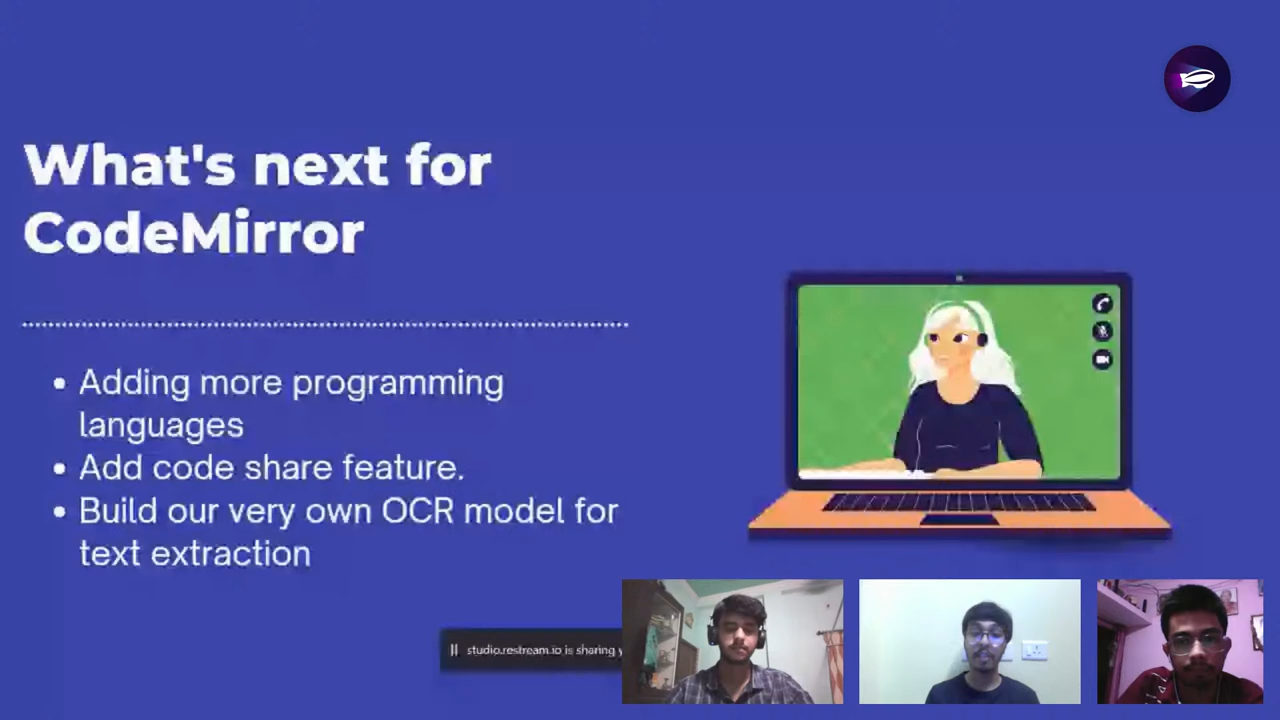 What's next for
CodeMirror
Adding more programming
languages
Add code share feature.
Build our very own OCR model for
text extraction
studio.restream.io is sharing